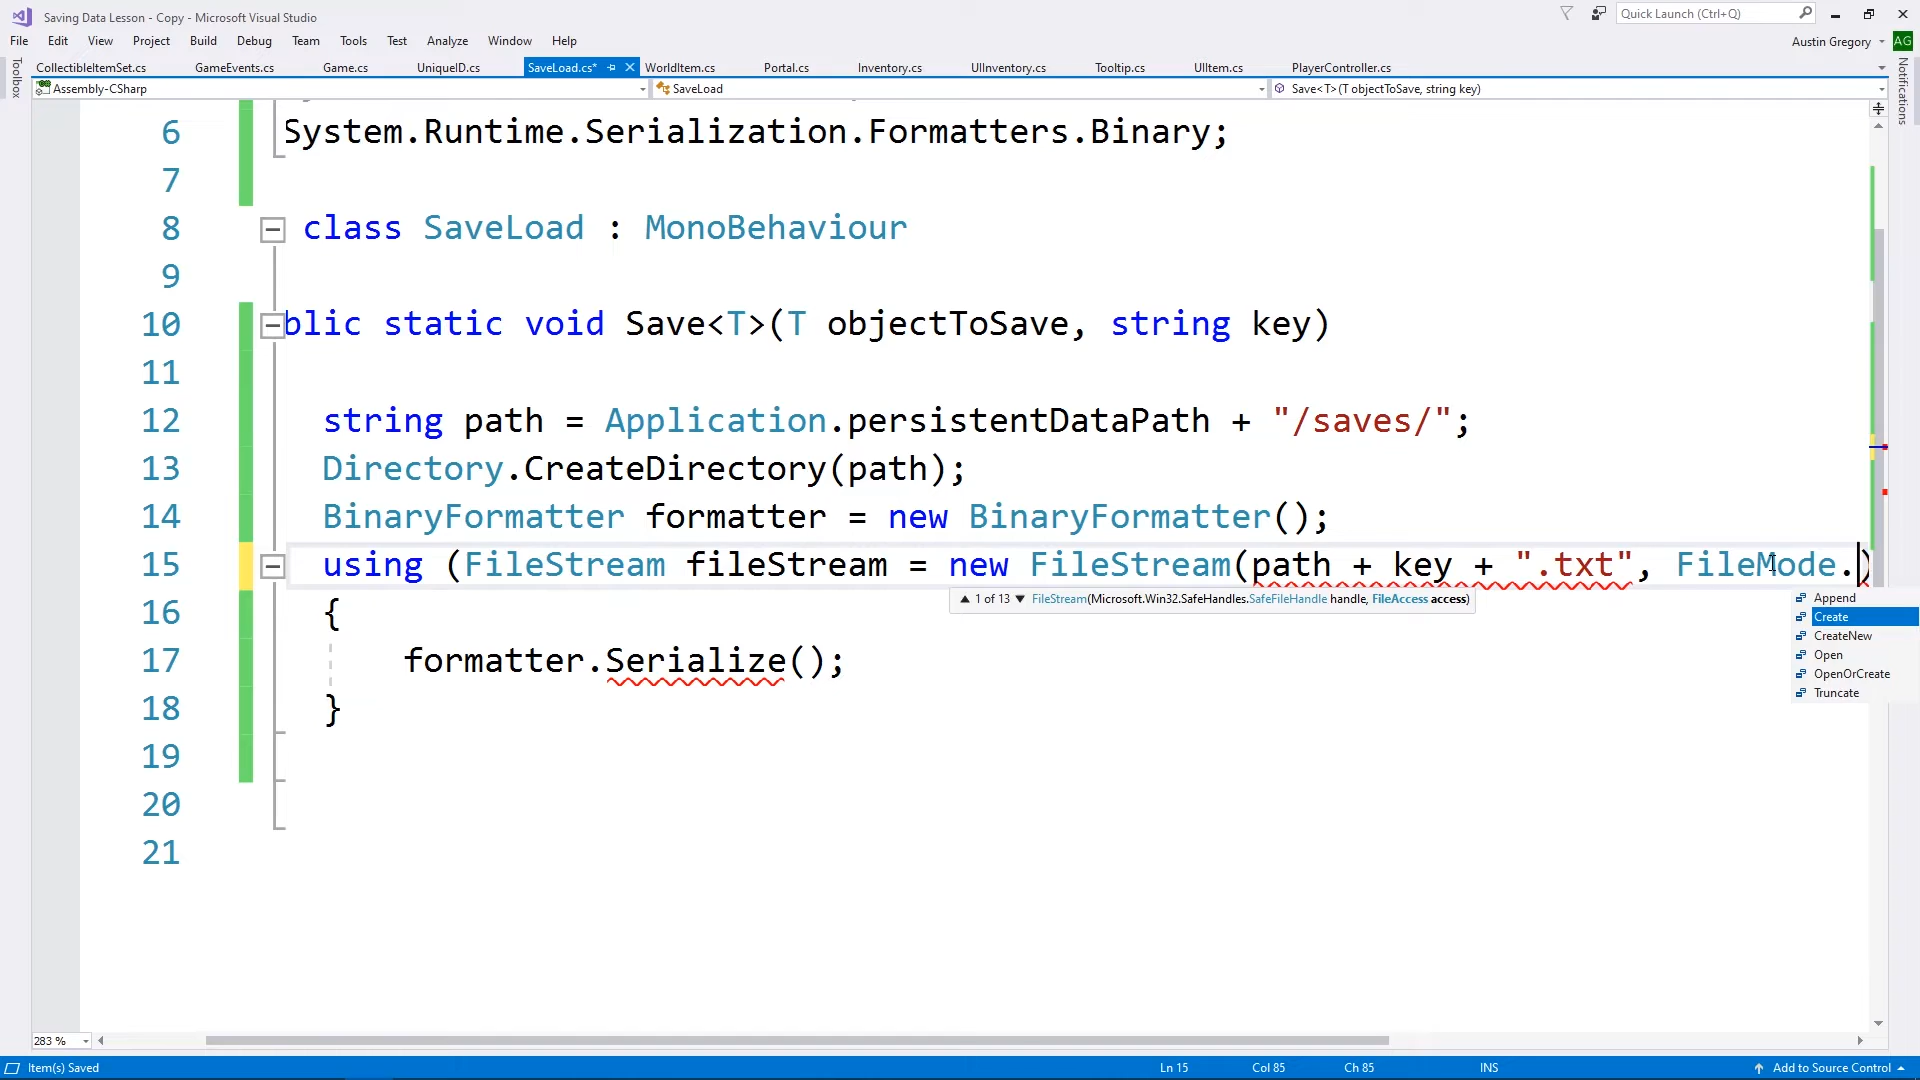 Saving Data Lesson - Copy - Microsoft Visual Studio
Quick Launch (Ctrl+Q)
File Edit View Project Build Debug Team Tools Test Analyze Window Help
Austin Gregory AG
Toolbox
CollectibleItemSet.cs GameEvents.cs Game.cs UniqueID.cs SaveLoad.cs* WorldItem.cs Portal.cs Inventory.cs UIInventory.cs Tooltip.cs UIItem.cs PlayerController.cs
Notifications
Assembly-CSharp SaveLoad Save<T>(T objectToSave, string key)
6 System.Runtime.Serialization.Formatters.Binary;
7
8 class SaveLoad : MonoBehaviour
9
10 blic static void Save<T>(T objectToSave, string key)
11
12 string path = Application.persistentDataPath + "/saves/";
13 Directory.CreateDirectory(path);
14 BinaryFormatter formatter = new BinaryFormatter();
15 using (FileStream fileStream = new FileStream(path + key + ".txt", FileMode.)
1 of 13 FileStream(Microsoft.Win32.SafeHandles.SafeFileHandle handle, FileAccess access)
Append
Create
CreateNew
Open
OpenOrCreate
Truncate
16 {
17 formatter.Serialize();
18 }
19
20
21
283 %
Item(s) Saved Ln 15 Col 85 Ch 85 INS Add to Source Control